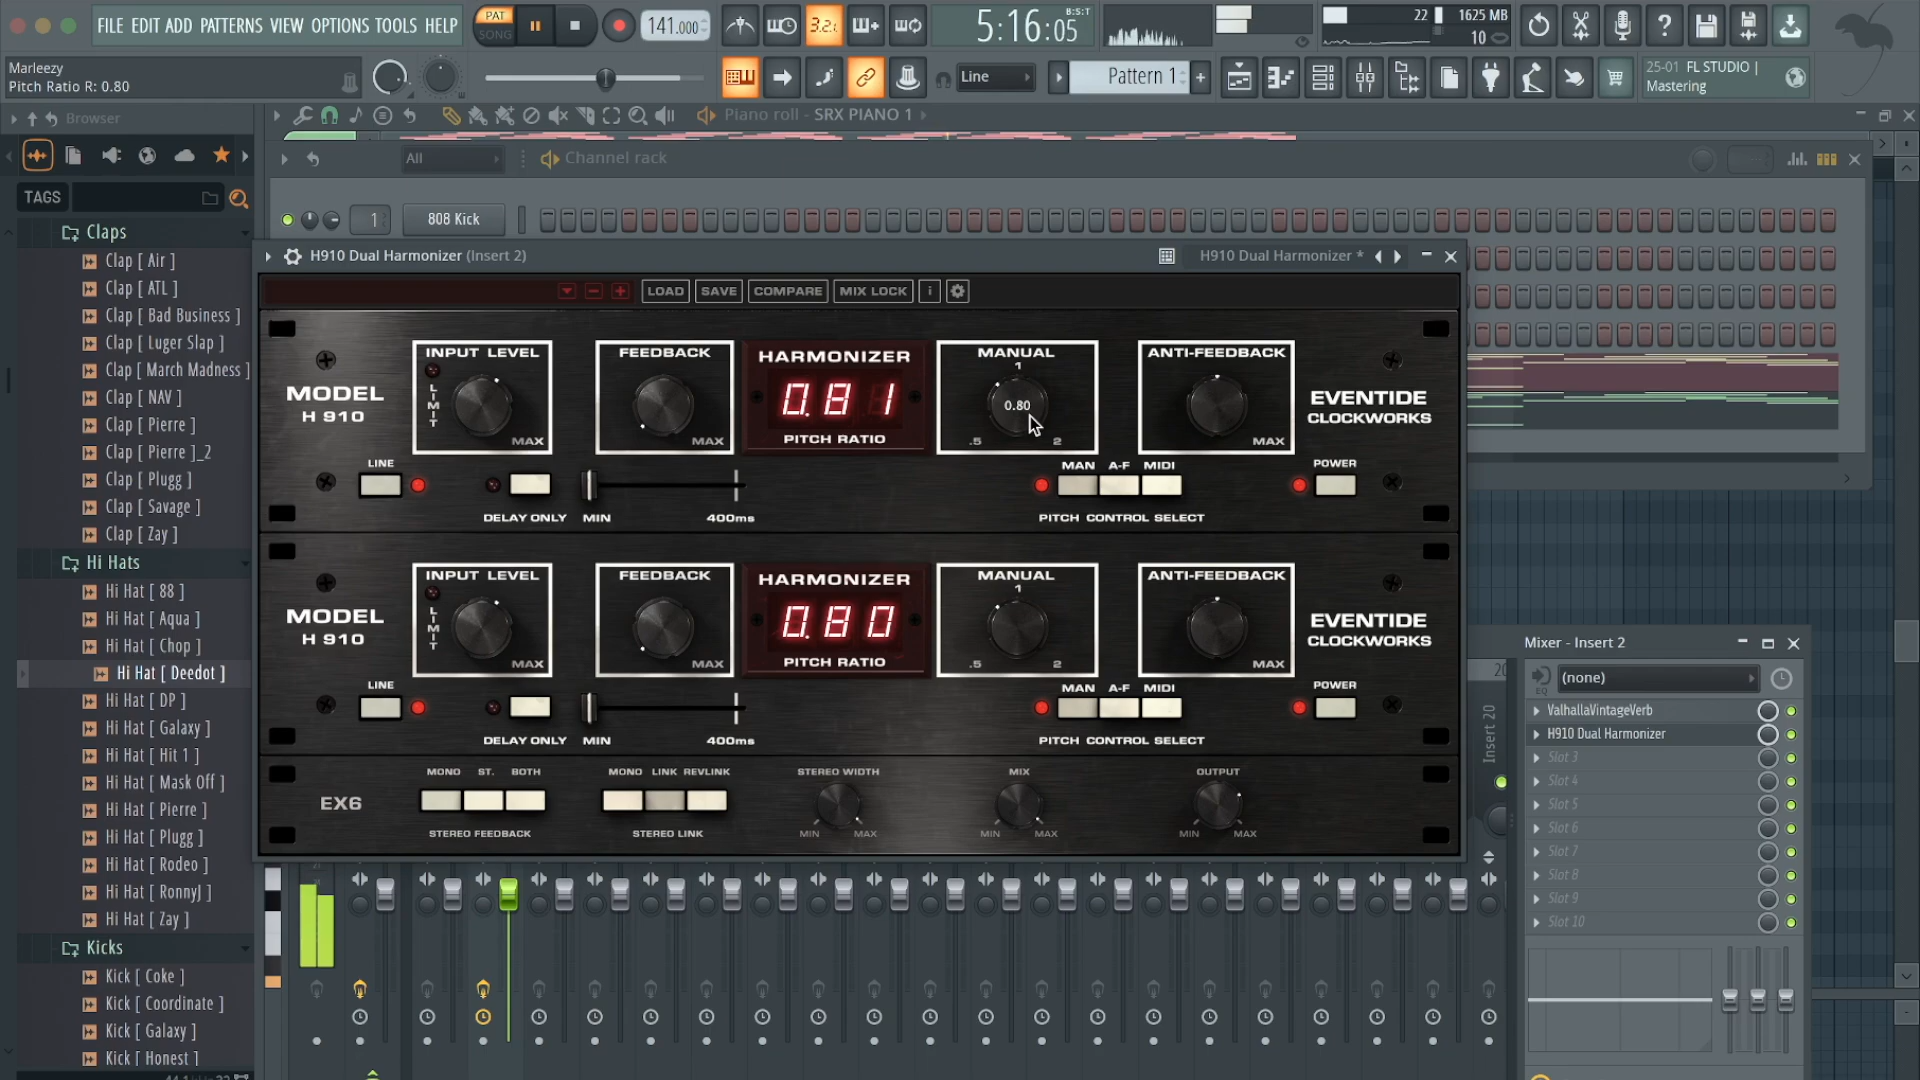 FILE EDIT ADD PATTERNS VIEW OPTIONS TOOLS HELP
PAT
SONG
141.000
3.2.
5:16:05
B:S:T
22
1625 MB
10
Marleezy
Pitch Ratio R: 0.80
Line
Pattern 1
25-01 FL STUDIO |
Mastering
Browser
Piano roll - SRX PIANO 1
All
Channel rack
TAGS
1
808 Kick
Claps
Clap [ Air ]
Clap [ ATL ]
Clap [ Bad Business ]
Clap [ Luger Slap ]
Clap [ March Madness ]
Clap [ NAV ]
Clap [ Pierre ]
Clap [ Pierre ]_2
Clap [ Plugg ]
Clap [ Savage ]
Clap [ Zay ]
Hi Hats
Hi Hat [ 88 ]
Hi Hat [ Aqua ]
Hi Hat [ Chop ]
Hi Hat [ Deedot ]
Hi Hat [ DP ]
Hi Hat [ Galaxy ]
Hi Hat [ Hit 1 ]
Hi Hat [ Mask Off ]
Hi Hat [ Pierre ]
Hi Hat [ Plugg ]
Hi Hat [ Rodeo ]
Hi Hat [ RonnyJ ]
Hi Hat [ Zay ]
Kicks
Kick [ Coke ]
Kick [ Coordinate ]
Kick [ Galaxy ]
Kick [ Honest ]
H910 Dual Harmonizer (Insert 2)
H910 Dual Harmonizer *
LOAD SAVE COMPARE MIX LOCK i
MODEL
H 910
INPUT LEVEL
LIMIT
MAX
FEEDBACK
MAX
HARMONIZER
0.81
PITCH RATIO
MANUAL
1
0.80
.5 2
ANTI-FEEDBACK
MAX
EVENTIDE
CLOCKWORKS
LINE
DELAY ONLY MIN 400ms
MAN A-F MIDI
PITCH CONTROL SELECT
POWER
MODEL
H 910
INPUT LEVEL
LIMIT
MAX
FEEDBACK
MAX
HARMONIZER
0.80
PITCH RATIO
MANUAL
1
.5 2
ANTI-FEEDBACK
MAX
EVENTIDE
CLOCKWORKS
LINE
DELAY ONLY MIN 400ms
MAN A-F MIDI
PITCH CONTROL SELECT
POWER
EX6
MONO ST. BOTH
STEREO FEEDBACK
MONO LINK REVLINK
STEREO LINK
STEREO WIDTH
MIN MAX
MIX
MIN MAX
OUTPUT
MIN MAX
20
Insert 20
Mixer - Insert 2
EQ
(none)
ValhallaVintageVerb
H910 Dual Harmonizer
Slot 3
Slot 4
Slot 5
Slot 6
Slot 7
Slot 8
Slot 9
Slot 10